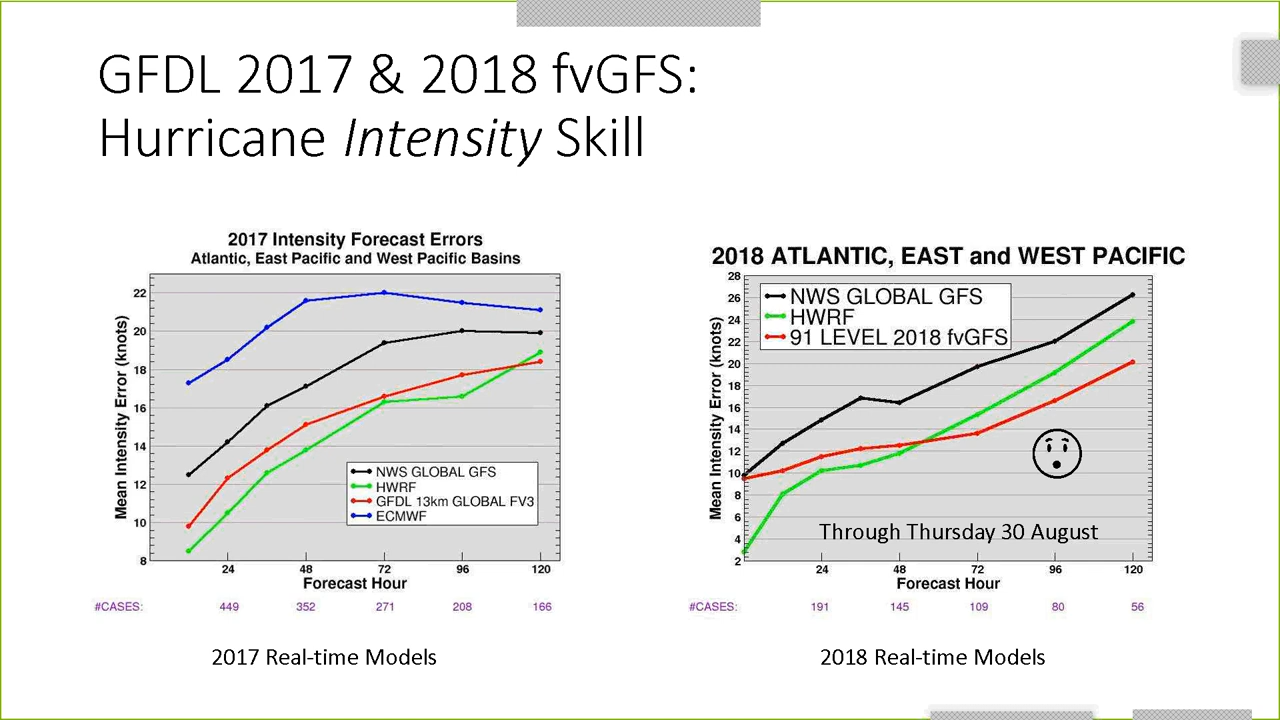 GFDL 2017 & 2018 fvGFS:
Hurricane Intensity Skill
2017 Intensity Forecast Errors
Atlantic, East Pacific and West Pacific Basins
Mean Intensity Error (knots)
22
20
18
16
14
12
10
8
NWS GLOBAL GFS
HWRF
GFDL 13km GLOBAL FV3
ECMWF
24 48 72 96 120
Forecast Hour
#CASES: 449 352 271 208 166
2017 Real-time Models
2018 ATLANTIC, EAST and WEST PACIFIC
Mean Intensity Error (knots)
28
26
24
22
20
18
16
14
12
10
8
6
4
2
NWS GLOBAL GFS
HWRF
91 LEVEL 2018 fvGFS
Through Thursday 30 August
24 48 72 96 120
Forecast Hour
#CASES: 191 145 109 80 56
2018 Real-time Models